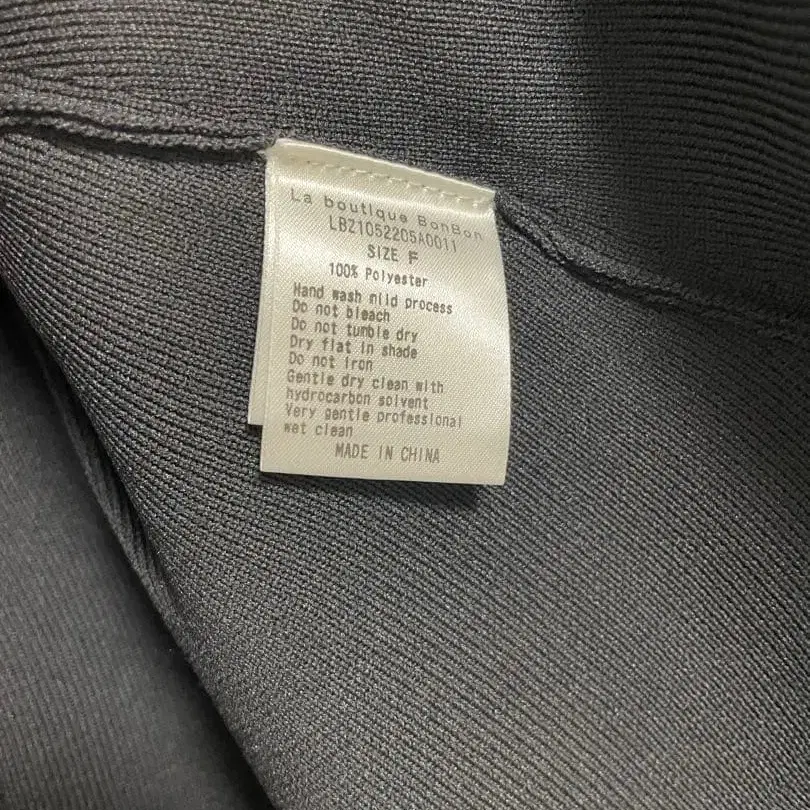 La boutique BonBon
LBZ1052205A0011
SIZE F
100% Polyester
Hand wash mild process
Do not bleach
Do not tumble dry
Dry flat in shade
Do not iron
Gentle dry clean with
hydrocarbon solvent
Very gentle professional
wet clean
MADE IN CHINA